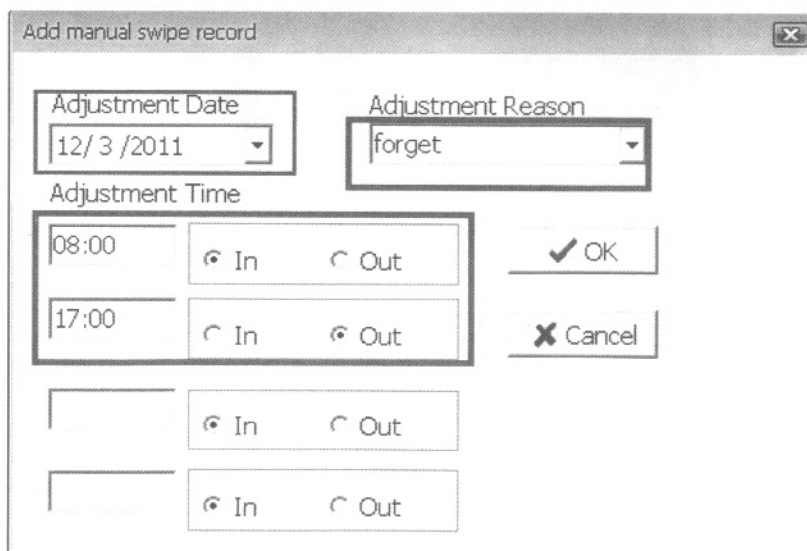 Add manual swipe record
Adjustment Date
Adjustment Reason
12/ 3 /2011
forget
Adjustment Time
08:00
In
Out
OK
17:00
In
Out
Cancel
In
Out
In
Out